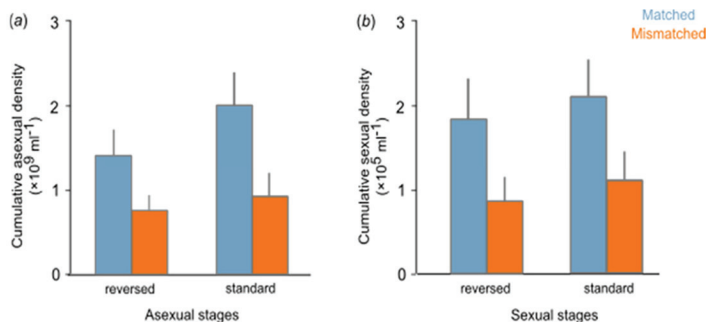 (a)
3
2
1
0
Cumulative asexual density
(×10⁹ ml⁻¹)
reversed
standard
Asexual stages
(b)
3
2
1
0
Cumulative sexual density
(×10⁵ ml⁻¹)
reversed
standard
Sexual stages
Matched
Mismatched